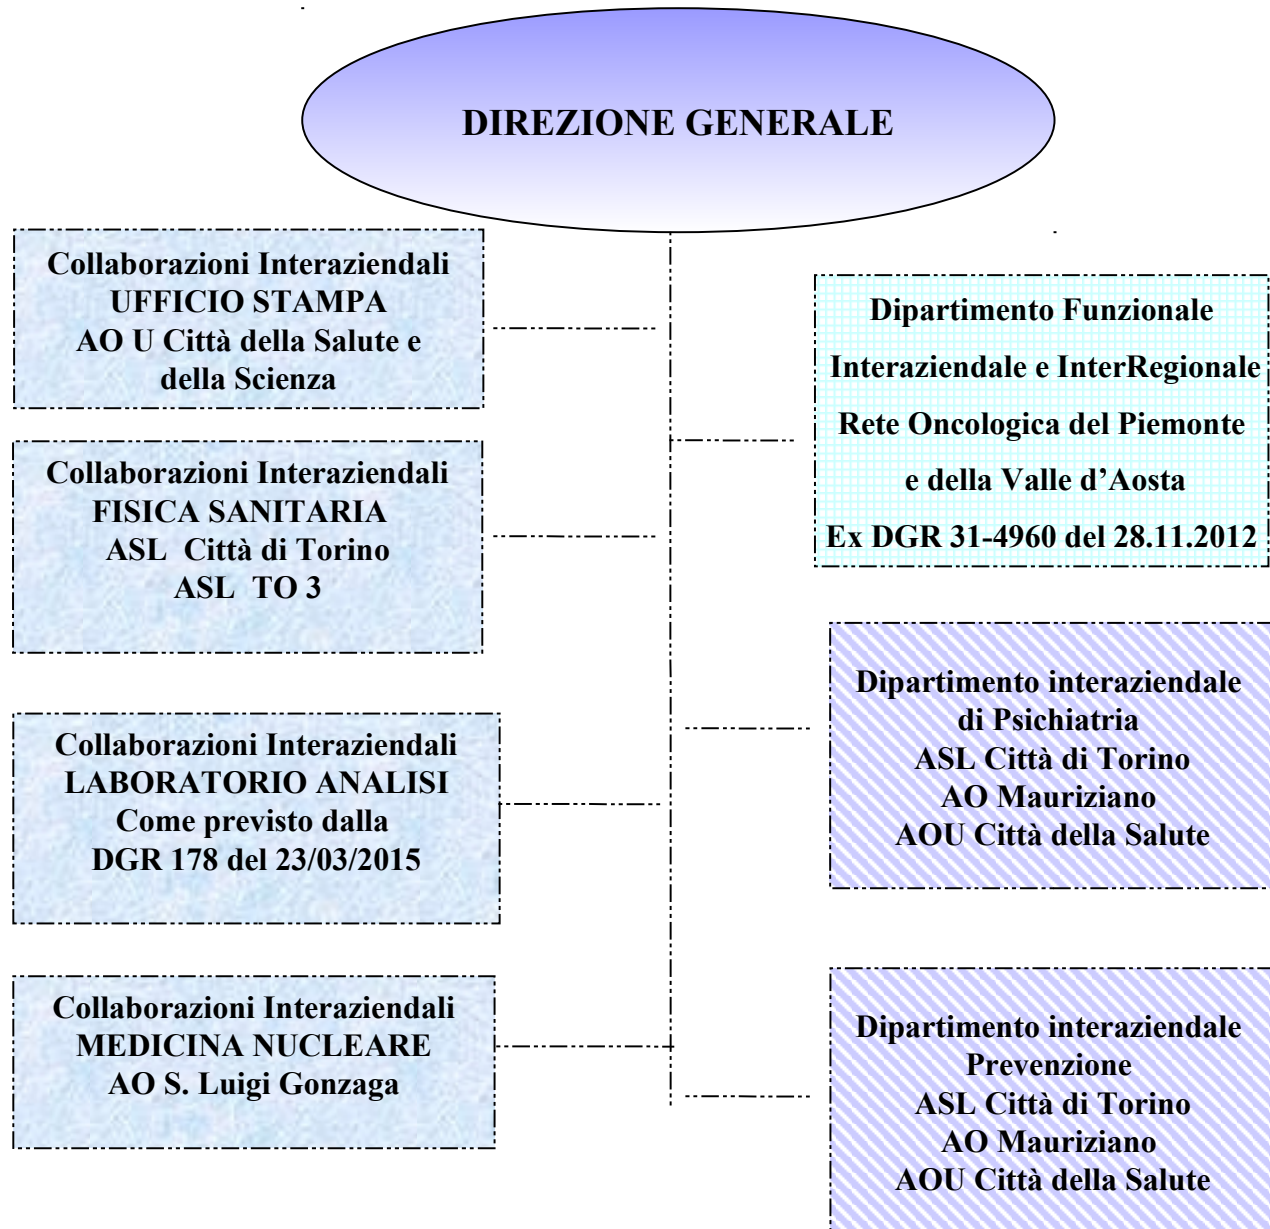 DIREZIONE GENERALE
Collaborazioni Interaziendali
UFFICIO STAMPA
AO U Città della Salute e
della Scienza
Collaborazioni Interaziendali
FISICA SANITARIA
ASL Città di Torino
ASL TO 3
Collaborazioni Interaziendali
LABORATORIO ANALISI
Come previsto dalla
DGR 178 del 23/03/2015
Collaborazioni Interaziendali
MEDICINA NUCLEARE
AO S. Luigi Gonzaga
Dipartimento Funzionale
Interaziendale e InterRegionale
Rete Oncologica del Piemonte
e della Valle d'Aosta
Ex DGR 31-4960 del 28.11.2012
Dipartimento interaziendale
di Psichiatria
ASL Città di Torino
AO Mauriziano
AOU Città della Salute
Dipartimento interaziendale
Prevenzione
ASL Città di Torino
AO Mauriziano
AOU Città della Salute